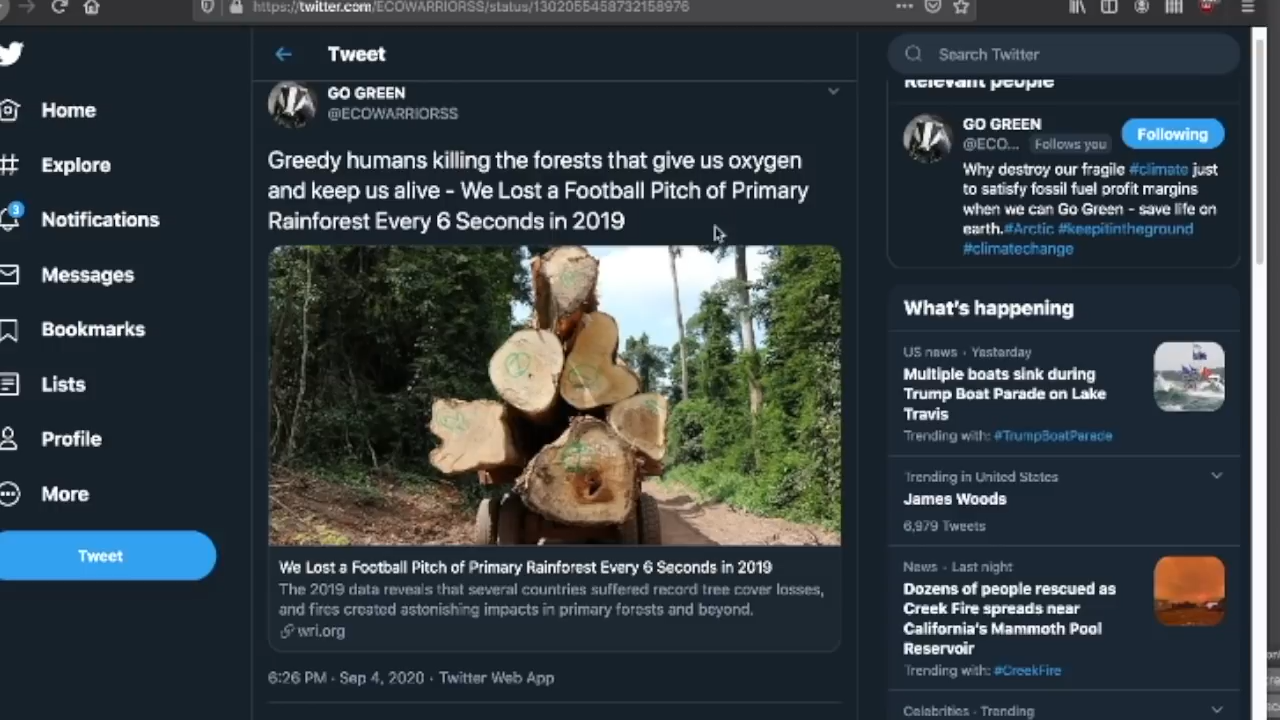 https://twitter.com/ECOWARRIORSS/status/1302055458732158976
Home
Explore
3
Notifications
Messages
Bookmarks
Lists
Profile
More
Tweet
Tweet
GO GREEN
@ECOWARRIORSS
Greedy humans killing the forests that give us oxygen
and keep us alive - We Lost a Football Pitch of Primary
Rainforest Every 6 Seconds in 2019
We Lost a Football Pitch of Primary Rainforest Every 6 Seconds in 2019
The 2019 data reveals that several countries suffered record tree cover losses,
and fires created astonishing impacts in primary forests and beyond.
wri.org
6:26 PM · Sep 4, 2020 · Twitter Web App
Search Twitter
Relevant people
GO GREEN
@ECO... Follows you
Following
Why destroy our fragile #climate just
to satisfy fossil fuel profit margins
when we can Go Green - save life on
earth.#Arctic #keepitintheground
#climatechange
What's happening
US news · Yesterday
Multiple boats sink during
Trump Boat Parade on Lake
Travis
Trending with: #TrumpBoatParade
Trending in United States
James Woods
6,979 Tweets
News · Last night
Dozens of people rescued as
Creek Fire spreads near
California's Mammoth Pool
Reservoir
Trending with: #CreekFire
Celebrities · Trending